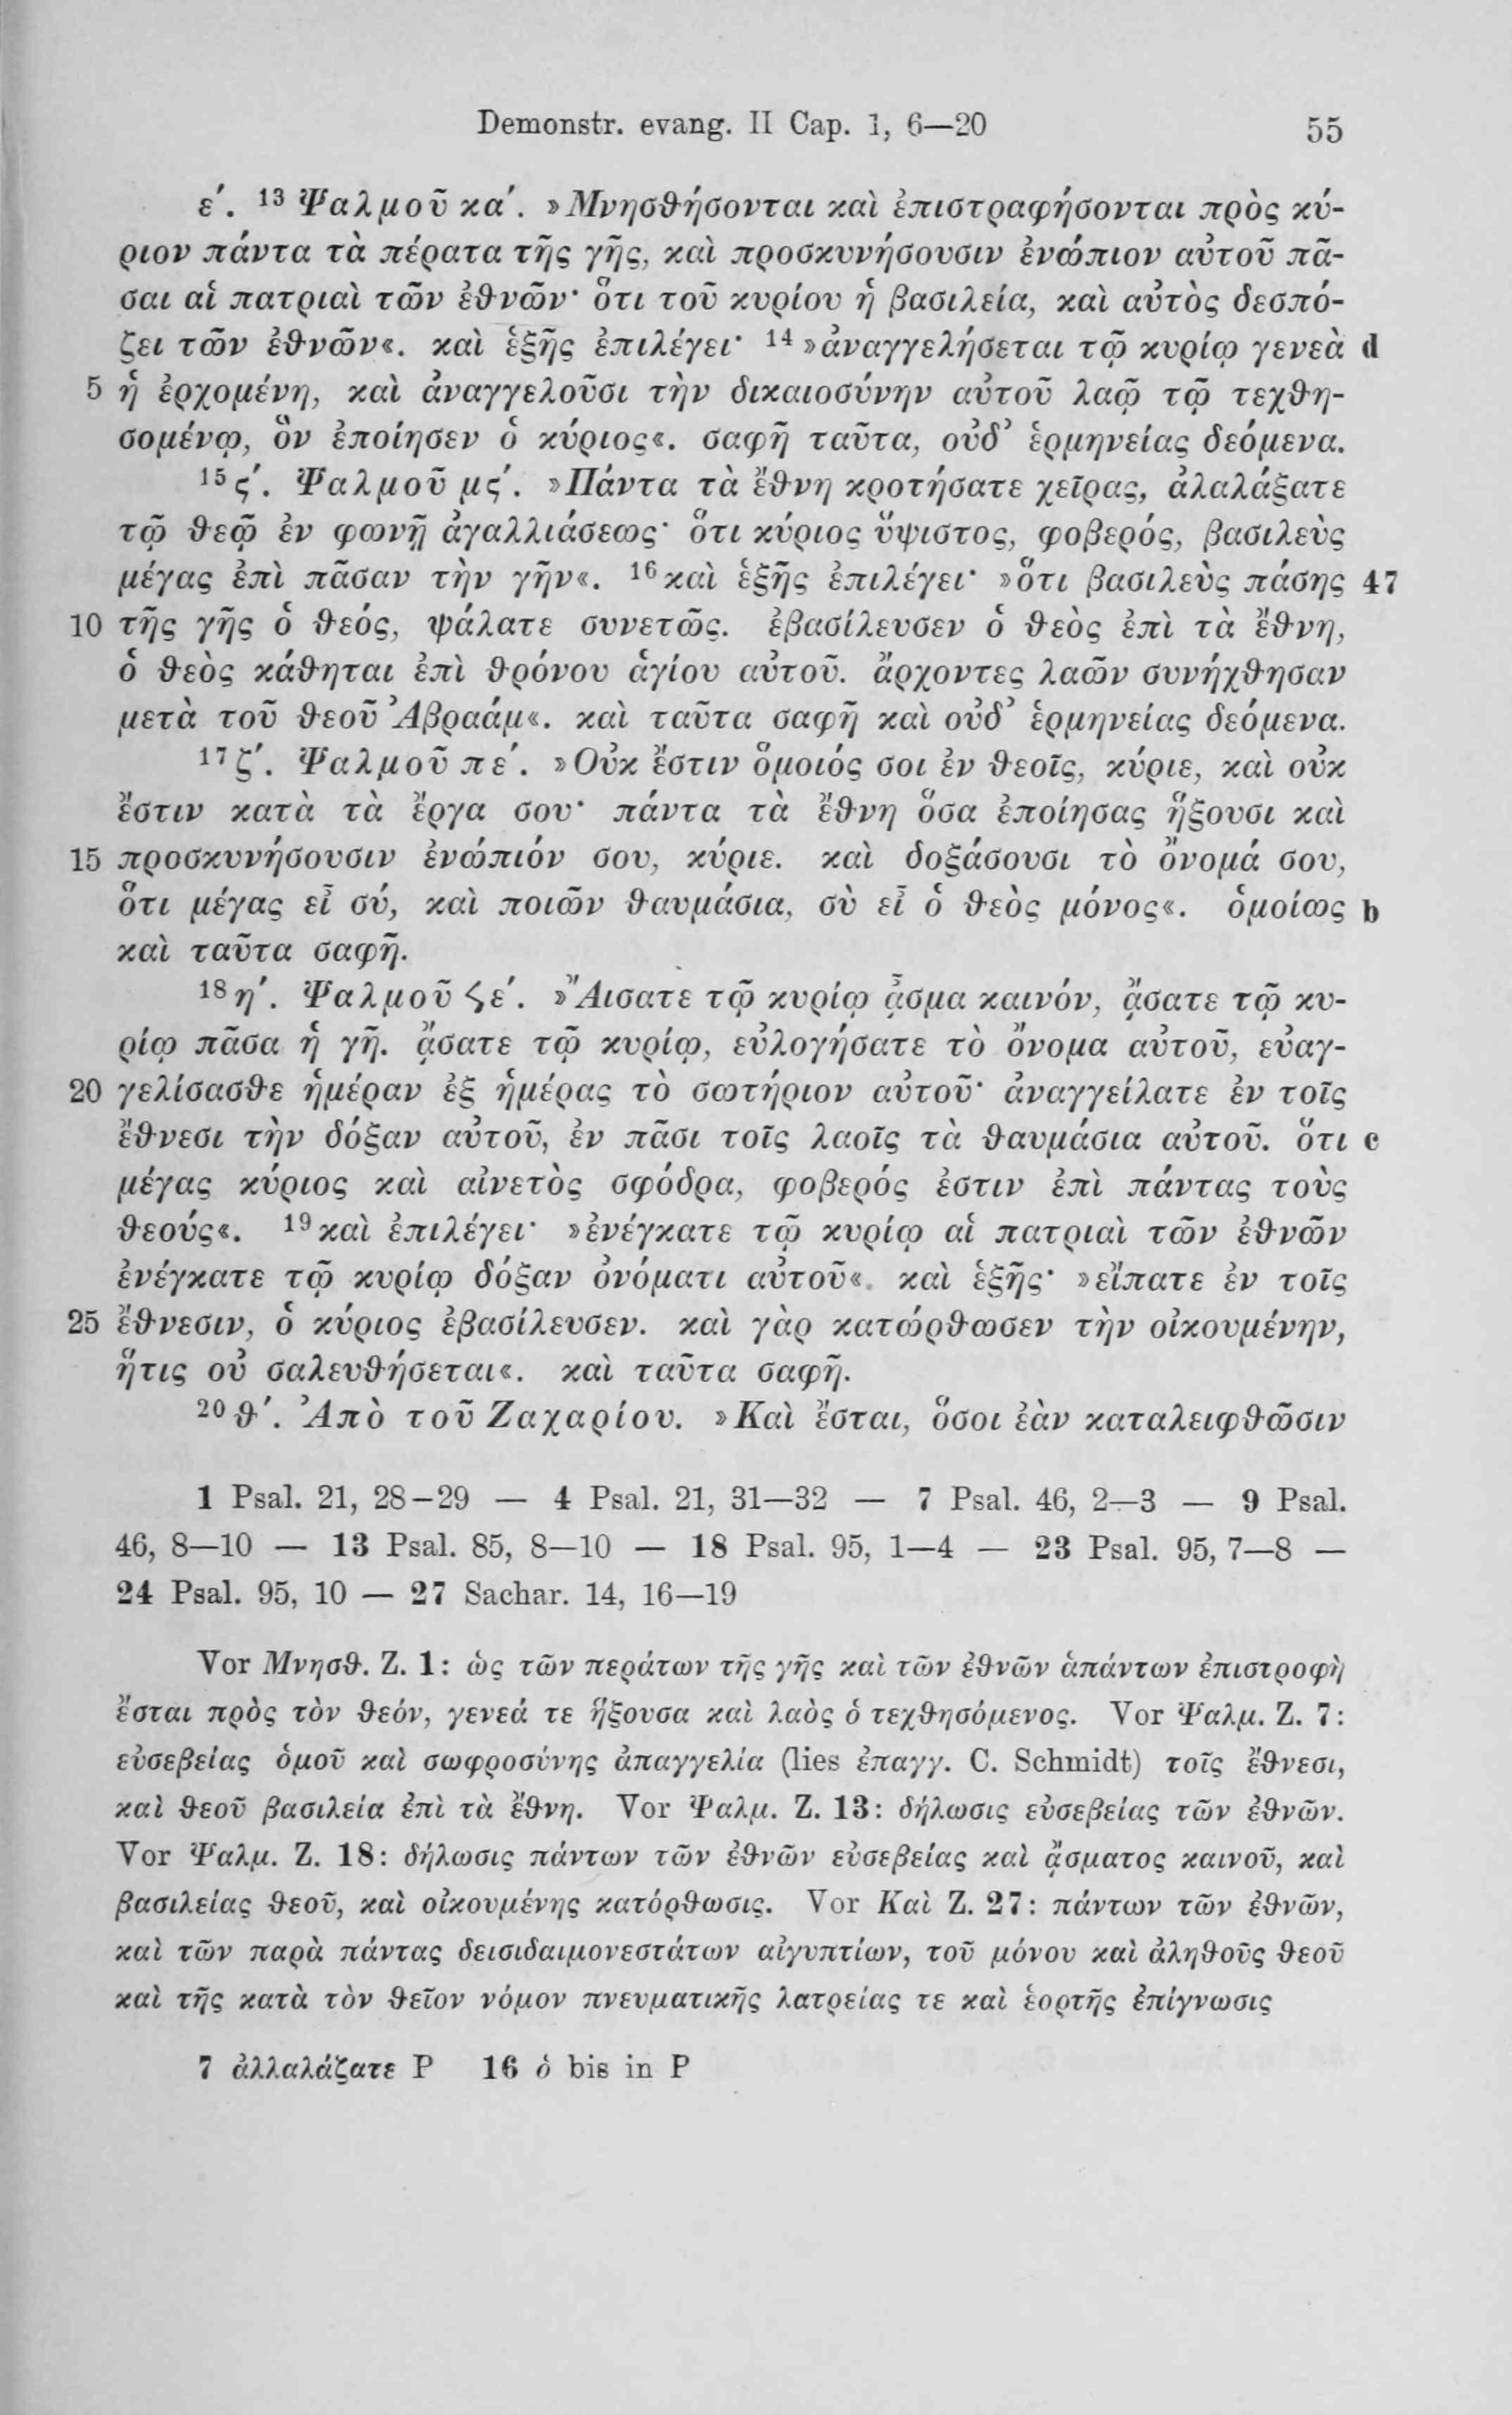 Demonstr. evang. II Cap. 1, 6—20 55
ε΄. 13 Ψαλμοῦ κα΄. »Μνησθήσονται καὶ ἐπιστραφήσονται πρὸς κύ-
ριον πάντα τὰ πέρατα τῆς γῆς, καὶ προσκυνήσουσιν ἐνώπιον αὐτοῦ πᾶ-
σαι αἱ πατριαὶ τῶν ἐθνῶν· ὅτι τοῦ κυρίου ἡ βασιλεία, καὶ αὐτὸς δεσπό-
ζει τῶν ἐθνῶν«. καὶ ἑξῆς ἐπιλέγει· 14 »ἀναγγελήσεται τῷ κυρίῳ γενεὰ d
5 ἡ ἐρχομένη, καὶ ἀναγγελοῦσι τὴν δικαιοσύνην αὐτοῦ λαῷ τῷ τεχθη-
σομένῳ, ὃν ἐποίησεν ὁ κύριος«. σαφῆ ταῦτα, οὐδ᾽ ἑρμηνείας δεόμενα.
15 ϛ΄. Ψαλμοῦ μϛ΄. »Πάντα τὰ ἔθνη κροτήσατε χεῖρας, ἀλαλάξατε
τῷ θεῷ ἐν φωνῇ ἀγαλλιάσεως· ὅτι κύριος ὕψιστος, φοβερός, βασιλεὺς
μέγας ἐπὶ πᾶσαν τὴν γῆν«. 16 καὶ ἑξῆς ἐπιλέγει· »ὅτι βασιλεὺς πάσης 47
10 τῆς γῆς ὁ θεός, ψάλατε συνετῶς. ἐβασίλευσεν ὁ θεὸς ἐπὶ τὰ ἔθνη,
ὁ θεὸς κάθηται ἐπὶ θρόνου ἁγίου αὐτοῦ. ἄρχοντες λαῶν συνήχθησαν
μετὰ τοῦ θεοῦ Ἀβραάμ«. καὶ ταῦτα σαφῆ καὶ οὐδ᾽ ἑρμηνείας δεόμενα.
17 ζ΄. Ψαλμοῦ πε΄. »Οὐκ ἔστιν ὅμοιός σοι ἐν θεοῖς, κύριε, καὶ οὐκ
ἔστιν κατὰ τὰ ἔργα σου· πάντα τὰ ἔθνη ὅσα ἐποίησας ἥξουσι καὶ
15 προσκυνήσουσιν ἐνώπιόν σου, κύριε. καὶ δοξάσουσι τὸ ὄνομά σου,
ὅτι μέγας εἶ σύ, καὶ ποιῶν θαυμάσια, σὺ εἶ ὁ θεὸς μόνος«. ὁμοίως b
καὶ ταῦτα σαφῆ.
18 η΄. Ψαλμοῦ ϟε΄. »Ἄισατε τῷ κυρίῳ ᾆσμα καινόν, ᾄσατε τῷ κυ-
ρίῳ πᾶσα ἡ γῆ. ᾄσατε τῷ κυρίῳ, εὐλογήσατε τὸ ὄνομα αὐτοῦ, εὐαγ-
20 γελίσασθε ἡμέραν ἐξ ἡμέρας τὸ σωτήριον αὐτοῦ· ἀναγγείλατε ἐν τοῖς
ἔθνεσι τὴν δόξαν αὐτοῦ, ἐν πᾶσι τοῖς λαοῖς τὰ θαυμάσια αὐτοῦ. ὅτι c
μέγας κύριος καὶ αἰνετὸς σφόδρα, φοβερός ἐστιν ἐπὶ πάντας τοὺς
θεούς«. 19 καὶ ἐπιλέγει· »ἐνέγκατε τῷ κυρίῳ αἱ πατριαὶ τῶν ἐθνῶν
ἐνέγκατε τῷ κυρίῳ δόξαν ὀνόματι αὐτοῦ«. καὶ ἑξῆς· »εἴπατε ἐν τοῖς
25 ἔθνεσιν, ὁ κύριος ἐβασίλευσεν. καὶ γὰρ κατώρθωσεν τὴν οἰκουμένην,
ἥτις οὐ σαλευθήσεται«. καὶ ταῦτα σαφῆ.
20 θ΄. Ἀπὸ τοῦ Ζαχαρίου. »Καὶ ἔσται, ὅσοι ἐὰν καταλειφθῶσιν
1 Psal. 21, 28–29 — 4 Psal. 21, 31—32 — 7 Psal. 46, 2—3 — 9 Psal.
46, 8—10 — 13 Psal. 85, 8—10 — 18 Psal. 95, 1—4 — 23 Psal. 95, 7—8 —
24 Psal. 95, 10 — 27 Sachar. 14, 16—19
Vor Μνησθ. Z. 1: ὡς τῶν περάτων τῆς γῆς καὶ τῶν ἐθνῶν ἁπάντων ἐπιστροφὴ
ἔσται πρὸς τὸν θεόν, γενεά τε ἥξουσα καὶ λαὸς ὁ τεχθησόμενος. Vor Ψαλμ. Z. 7:
εὐσεβείας ὁμοῦ καὶ σωφροσύνης ἀπαγγελία (lies ἐπαγγ. C. Schmidt) τοῖς ἔθνεσι,
καὶ θεοῦ βασιλεία ἐπὶ τὰ ἔθνη. Vor Ψαλμ. Z. 13: δήλωσις εὐσεβείας τῶν ἐθνῶν.
Vor Ψαλμ. Z. 18: δήλωσις πάντων τῶν ἐθνῶν εὐσεβείας καὶ ᾄσματος καινοῦ, καὶ
βασιλείας θεοῦ, καὶ οἰκουμένης κατόρθωσις. Vor Καὶ Z. 27: πάντων τῶν ἐθνῶν,
καὶ τῶν παρὰ πάντας δεισιδαιμονεστάτων αἰγυπτίων, τοῦ μόνου καὶ ἀληθοῦς θεοῦ
καὶ τῆς κατὰ τὸν θεῖον νόμον πνευματικῆς λατρείας τε καὶ ἑορτῆς ἐπίγνωσις
7 ἀλλαλάζατε P 16 ὁ bis in P